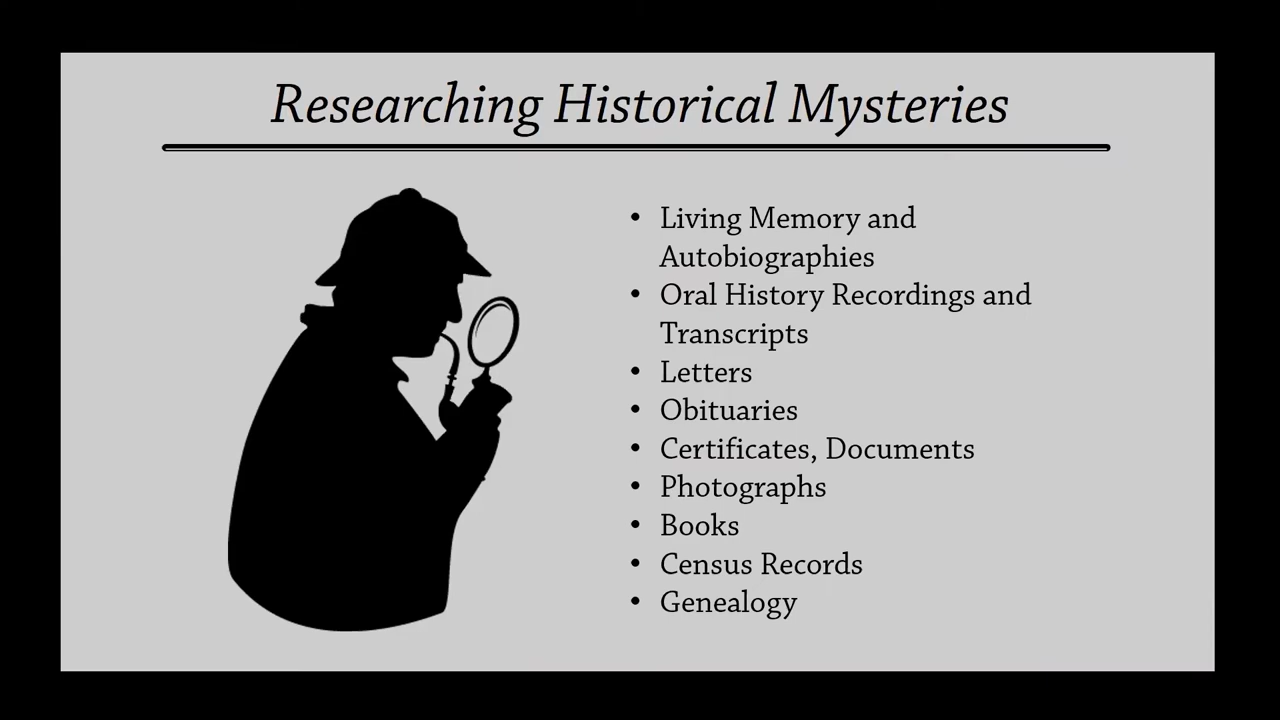 Researching Historical Mysteries
• Living Memory and
Autobiographies
• Oral History Recordings and
Transcripts
• Letters
• Obituaries
• Certificates, Documents
• Photographs
• Books
• Census Records
• Genealogy